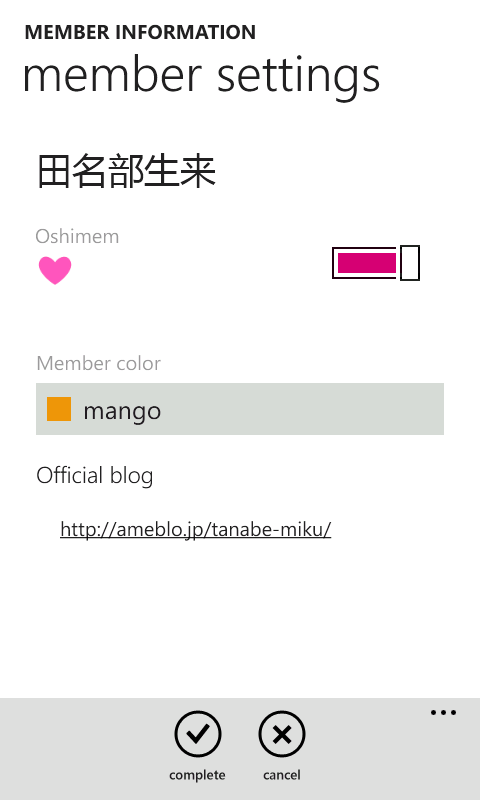 MEMBER INFORMATION
member settings
田名部生来
Oshimem
Member color
mango
Official blog
http://ameblo.jp/tanabe-miku/
complete
cancel